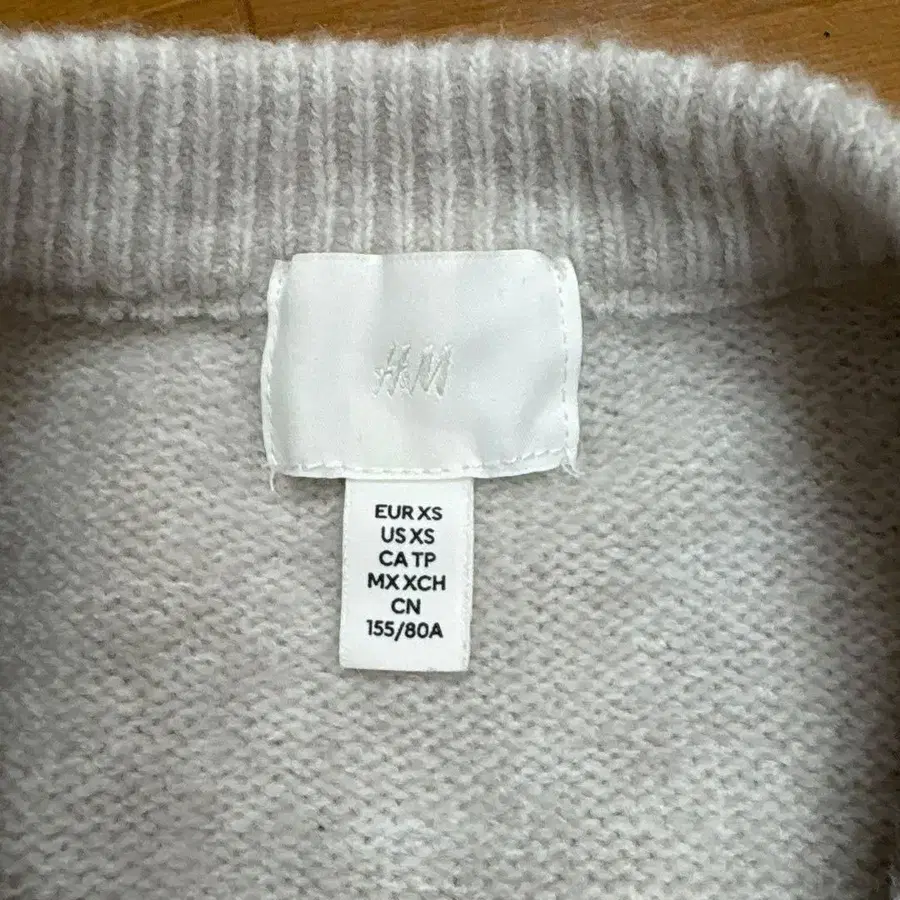 H&M
EUR XS
US XS
CA TP
MX XCH
CN
155/80A